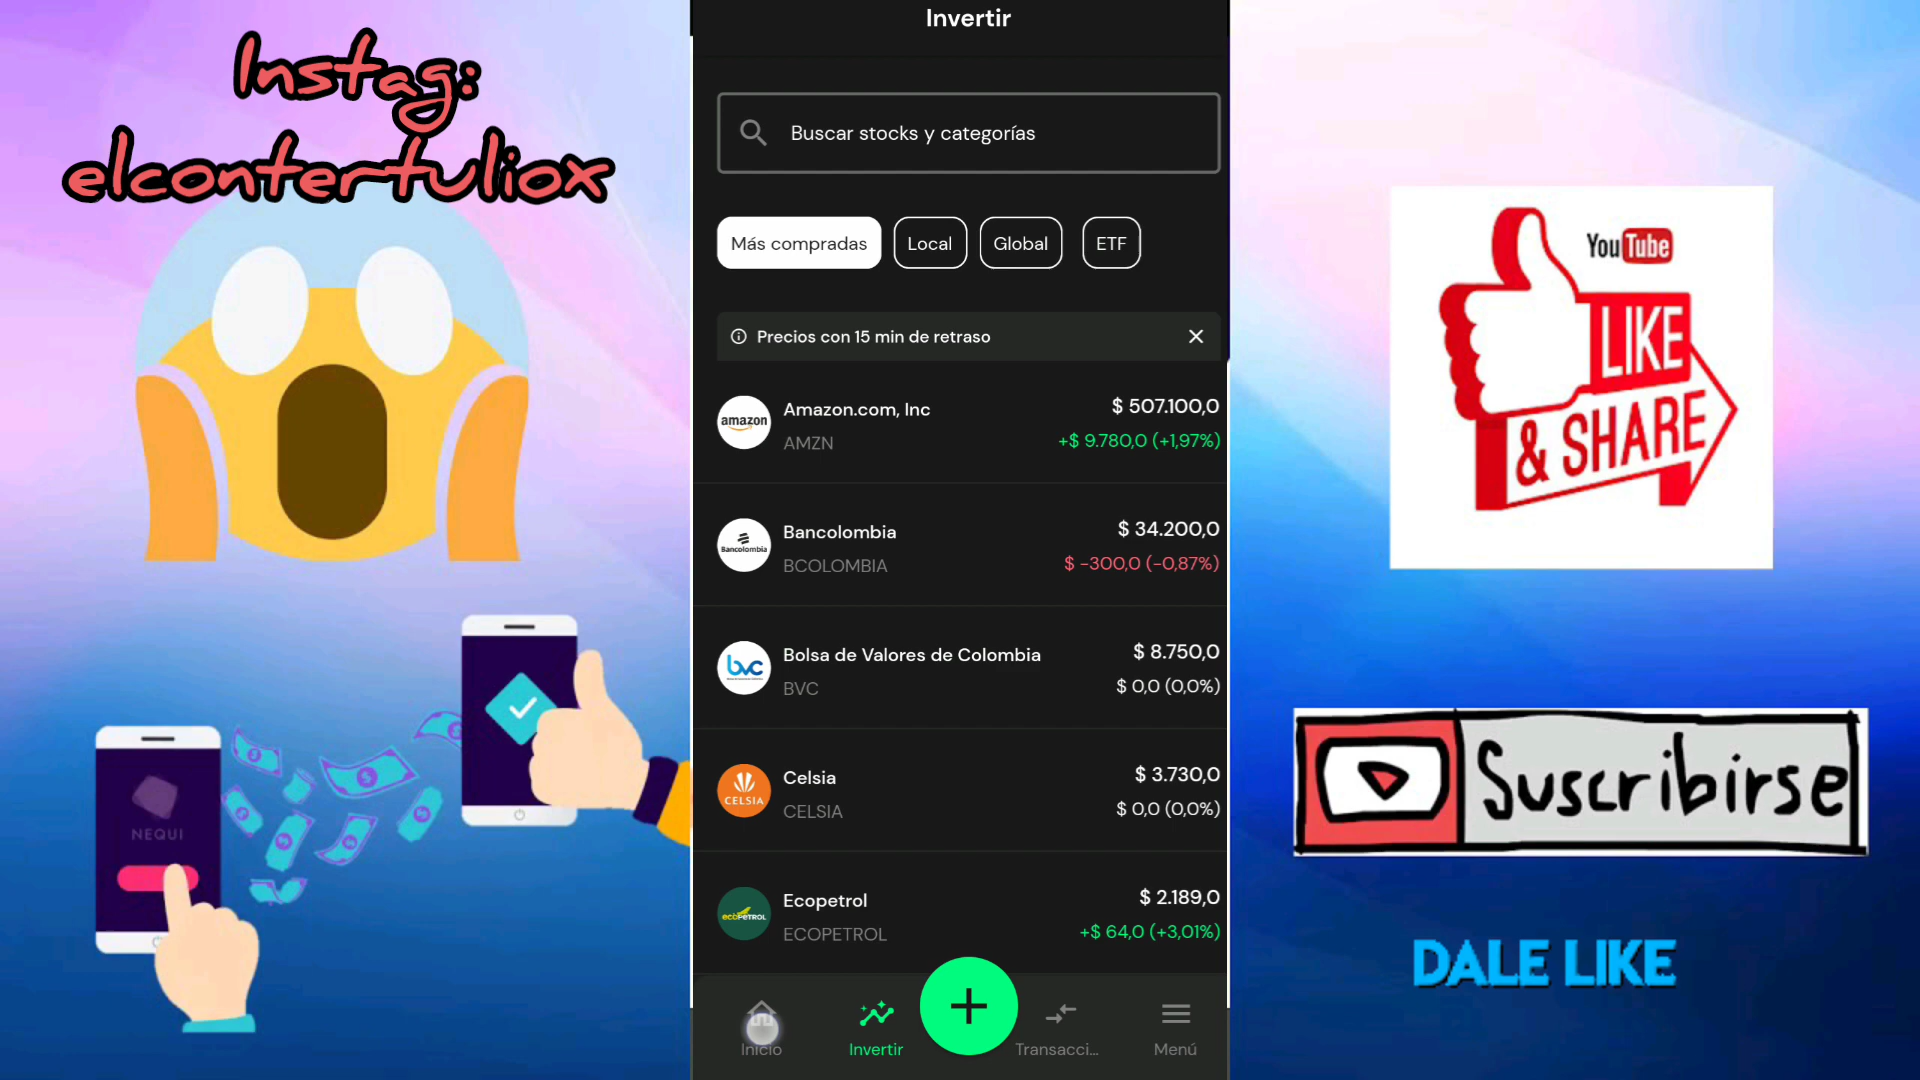 Instag:
elcontertuliox
NEQUI
Invertir
Buscar stocks y categorías
Más compradas
Local
Global
ETF
Precios con 15 min de retraso
amazon
Amazon.com, Inc
$ 507.100,0
AMZN
+$ 9.780,0 (+1,97%)
Bancolombia
Bancolombia
$ 34.200,0
BCOLOMBIA
$ -300,0 (-0,87%)
bvc
Bolsa de Valores de Colombia
$ 8.750,0
BVC
$ 0,0 (0,0%)
CELSIA
Celsia
$ 3.730,0
CELSIA
$ 0,0 (0,0%)
ecopetrol
Ecopetrol
$ 2.189,0
ECOPETROL
+$ 64,0 (+3,01%)
Inicio
Invertir
Transacci...
Menú
YouTube
LIKE
& SHARE
Suscribirse
DALE LIKE